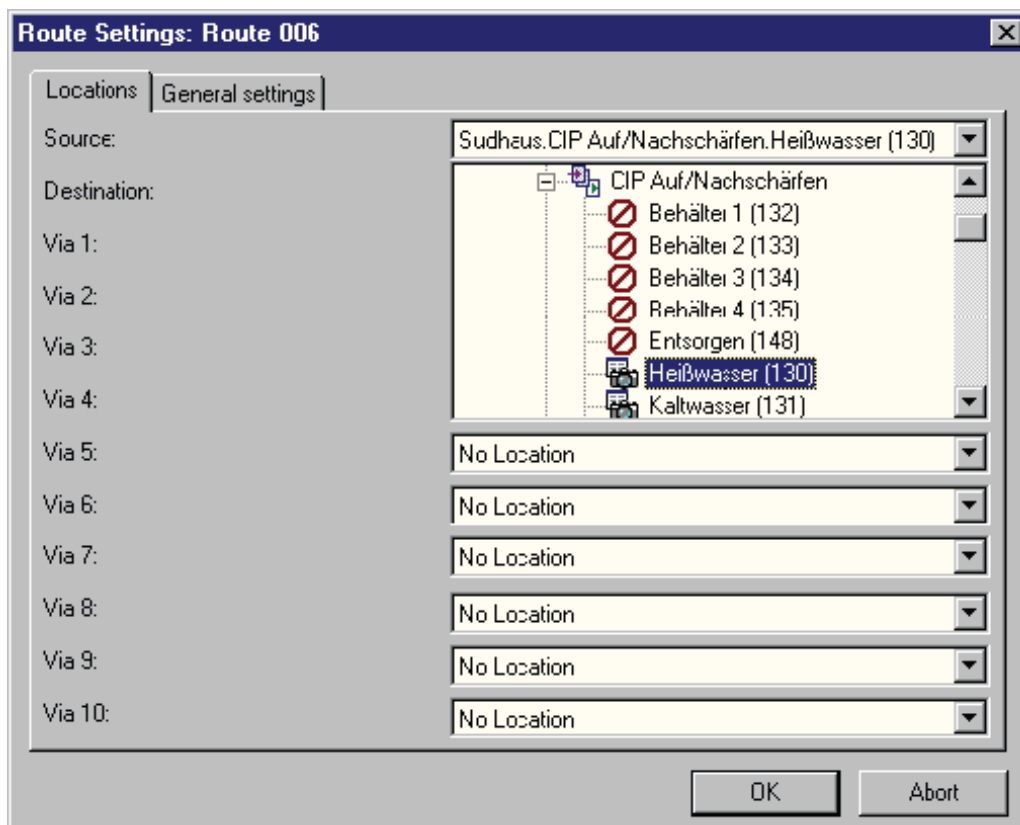 Route Settings: Route 006
Locations
General settings
Source:
Sudhaus.CIP Auf/Nachschärfen.Heißwasser (130)
Destination:
CIP Auf/Nachschärfen
Behälter 1 (132)
Via 1:
Behälter 2 (133)
Behälter 3 (134)
Via 2:
Behälter 4 (135)
Via 3:
Entsorgen (148)
Heißwasser (130)
Via 4:
Kaltwasser (131)
Via 5:
No Location
Via 6:
No Location
Via 7:
No Location
Via 8:
No Location
Via 9:
No Location
Via 10:
No Location
OK
Abort